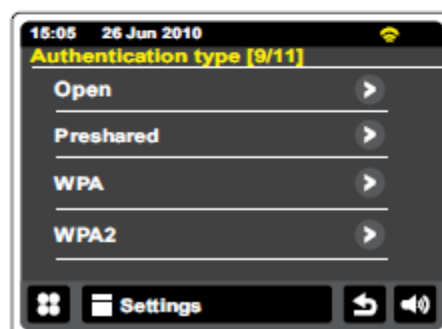 15:05 26 Jun 2010
Authentication type [9/11]
Open
Preshared
WPA
WPA2
Settings